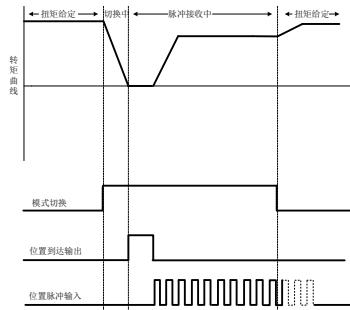 扭矩给定
切换中
脉冲接收中
扭矩给定
转矩曲线
模式切换
位置到达输出
位置脉冲输入